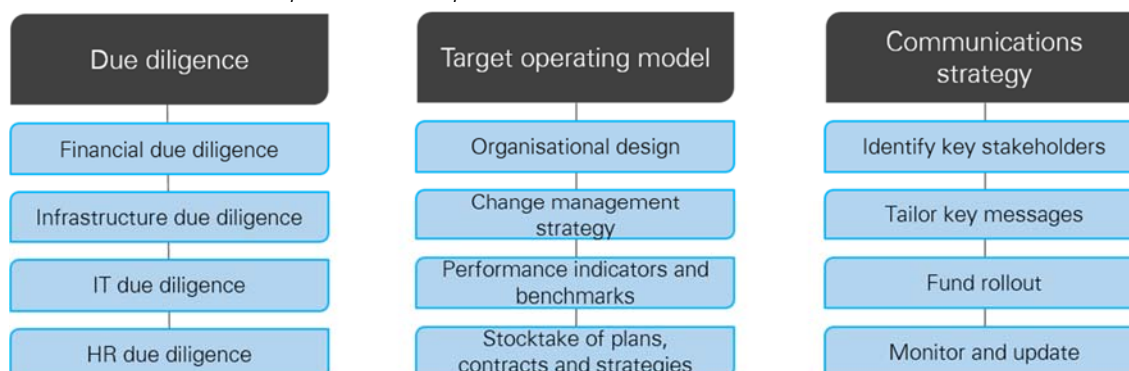 Due diligence
Financial due diligence
Infrastructure due diligence
IT due diligence
HR due diligence
Target operating model
Organisational design
Change management
strategy
Performance indicators and
benchmarks
Stocktake of plans,
contracts and strategies
Communications
strategy
Identify key stakeholders
Tailor key messages
Fund rollout
Monitor and update